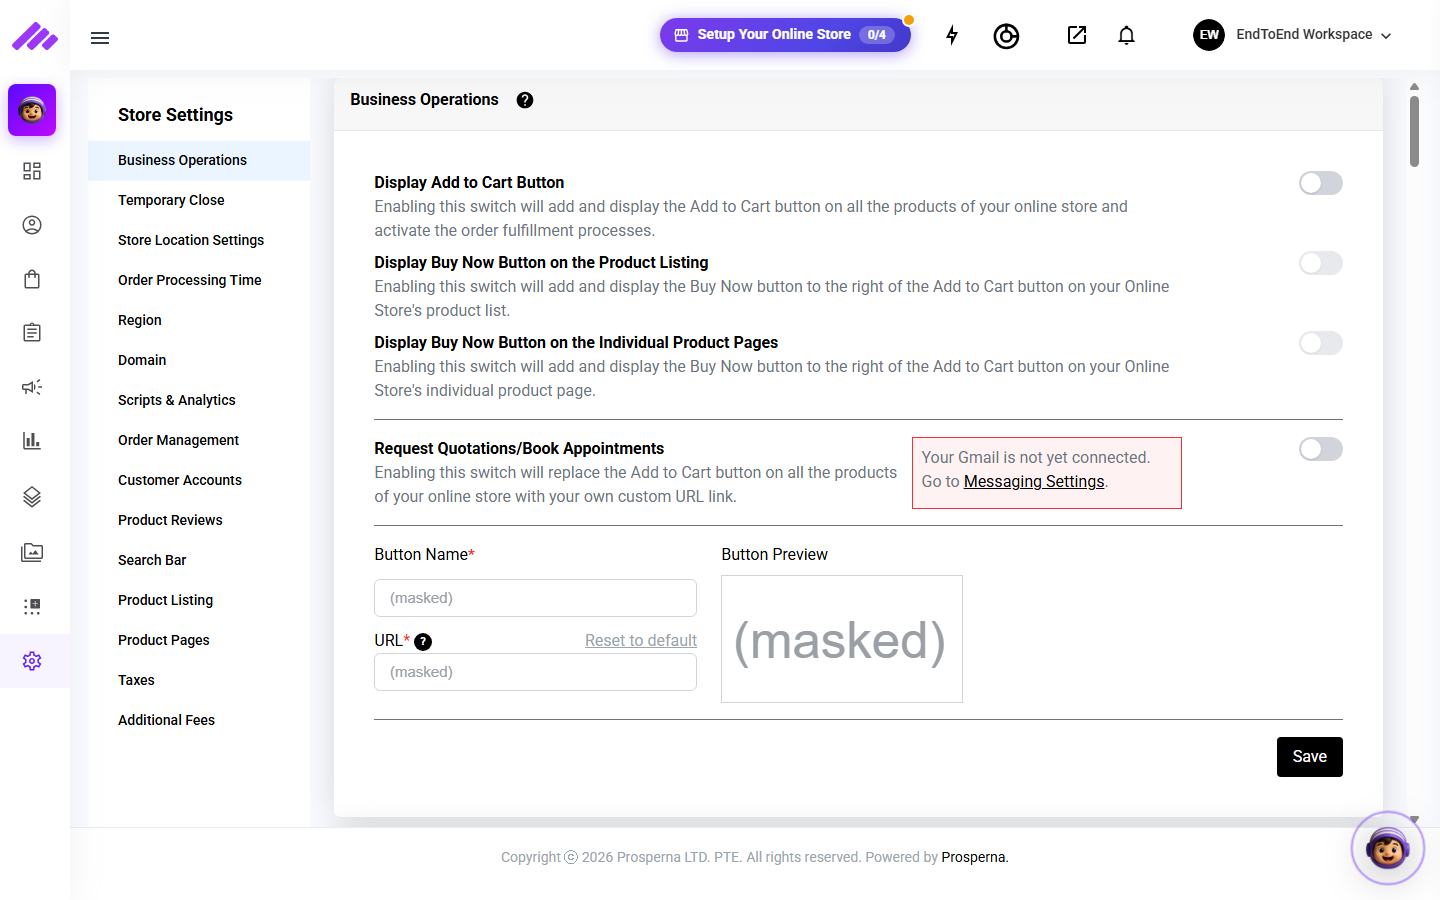 Setup Your Online Store 0/4
EW EndToEnd Workspace
Store Settings
Business Operations
Temporary Close
Store Location Settings
Order Processing Time
Region
Domain
Scripts & Analytics
Order Management
Customer Accounts
Product Reviews
Search Bar
Product Listing
Product Pages
Taxes
Additional Fees
Business Operations ?
Display Add to Cart Button
Enabling this switch will add and display the Add to Cart button on all the products of your online store and
activate the order fulfillment processes.
Display Buy Now Button on the Product Listing
Enabling this switch will add and display the Buy Now button to the right of the Add to Cart button on your Online
Store's product list.
Display Buy Now Button on the Individual Product Pages
Enabling this switch will add and display the Buy Now button to the right of the Add to Cart button on your Online
Store's individual product page.
Request Quotations/Book Appointments
Enabling this switch will replace the Add to Cart button on all the products
of your online store with your own custom URL link.
Your Gmail is not yet connected.
Go to Messaging Settings.
Button Name*
(masked)
URL* ? Reset to default
(masked)
Button Preview
(masked)
Save
Copyright © 2026 Prosperna LTD. PTE. All rights reserved. Powered by Prosperna.